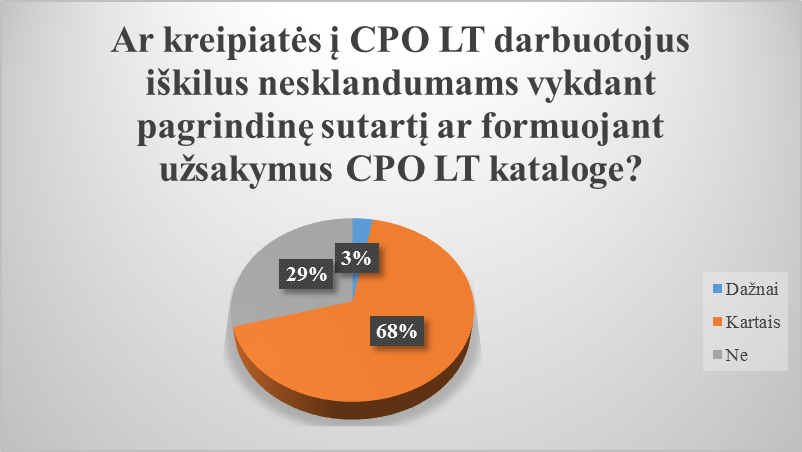 Ar kreipiatės į CPO LT darbuotojus
iškilus nesklandumams vykdant
pagrindinę sutartį ar formuojant
užsakymus CPO LT kataloge?
3%
29%
68%
Dažnai
Kartais
Ne